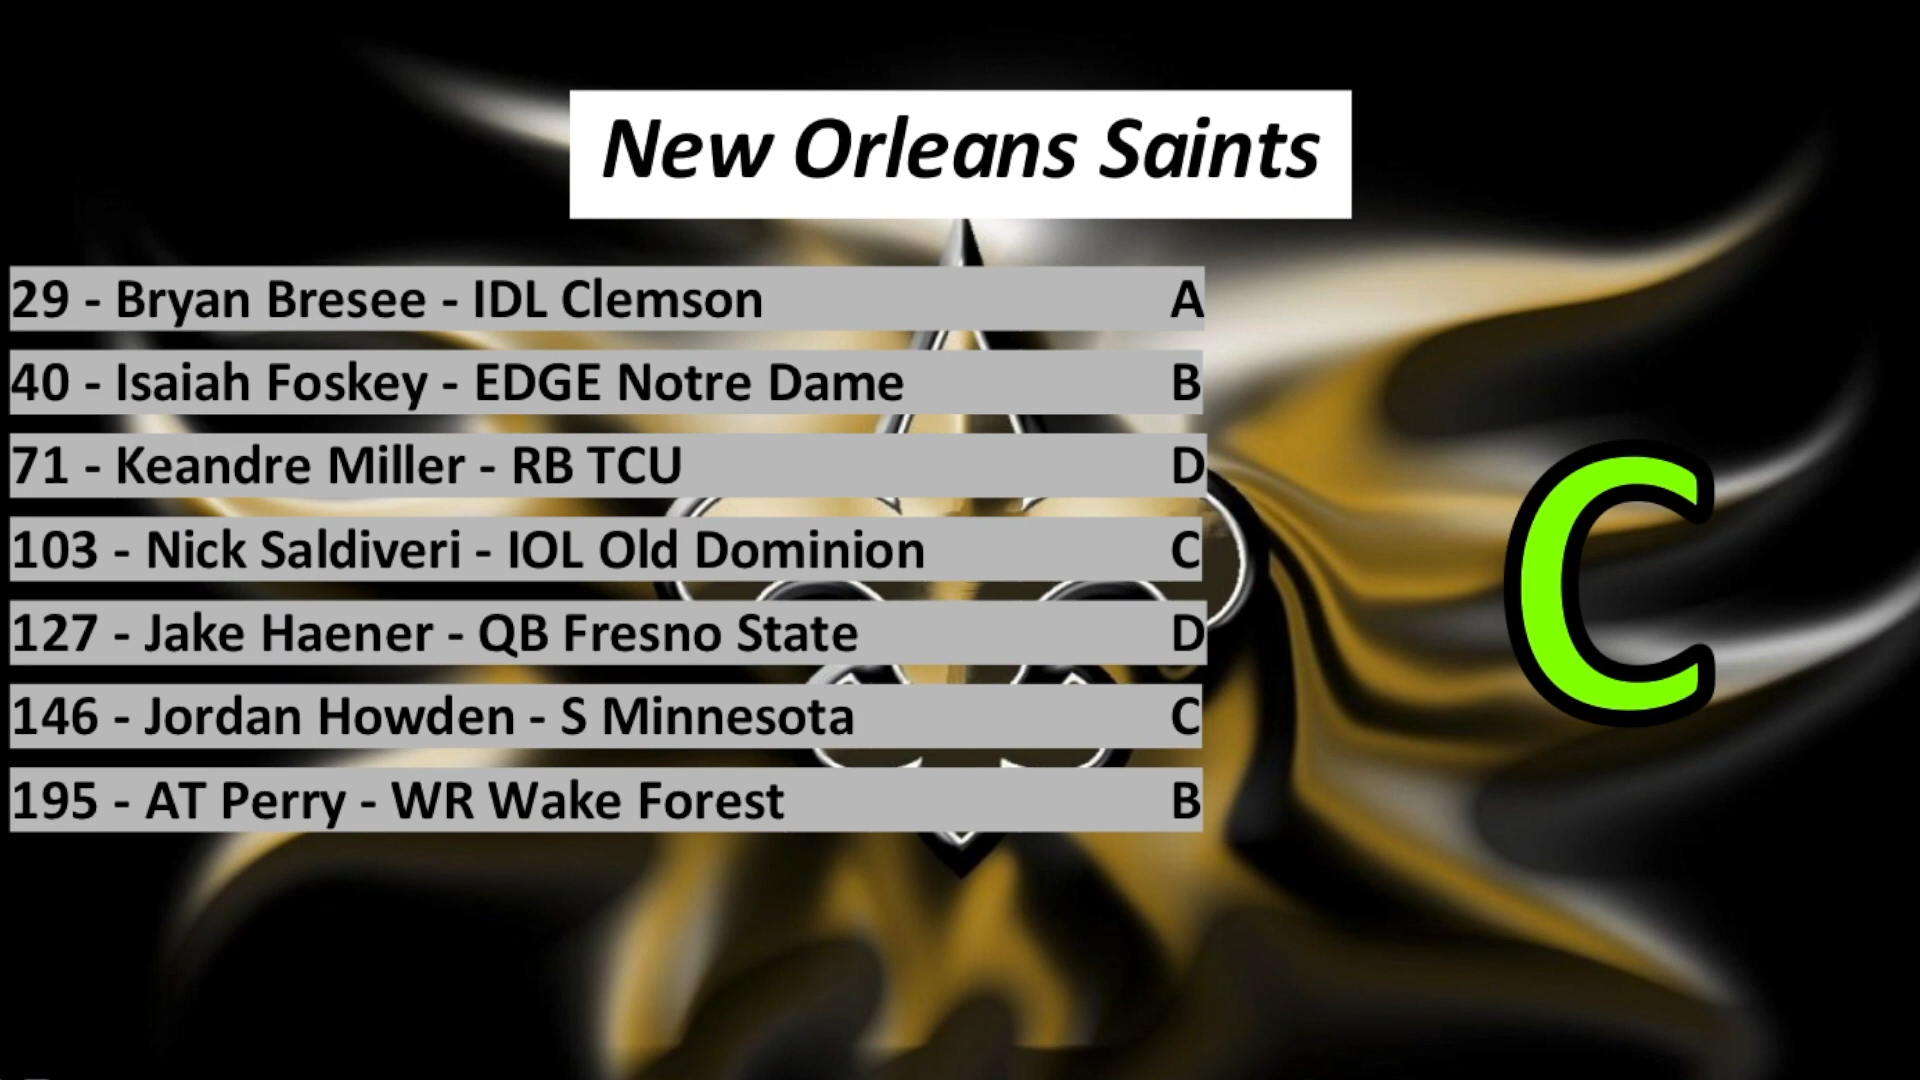 New Orleans Saints
29 - Bryan Bresee - IDL Clemson A
40 - Isaiah Foskey - EDGE Notre Dame B
71 - Keandre Miller - RB TCU D
103 - Nick Saldiveri - IOL Old Dominion C
127 - Jake Haener - QB Fresno State D
146 - Jordan Howden - S Minnesota C
195 - AT Perry - WR Wake Forest B
C